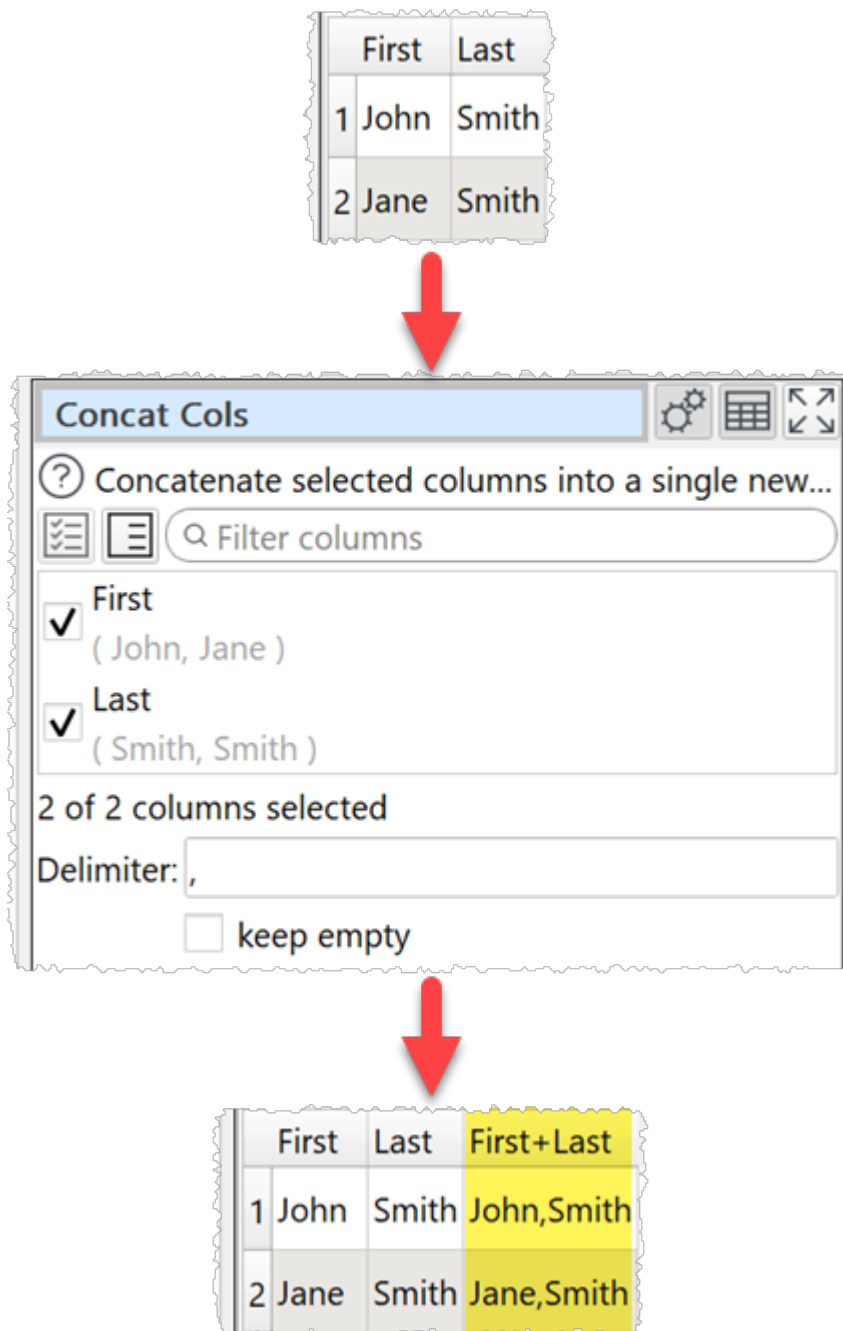 First Last
1 John Smith
2 Jane Smith
Concat Cols
? Concatenate selected columns into a single new...
Filter columns
First
( John, Jane )
Last
( Smith, Smith )
2 of 2 columns selected
Delimiter: ,
keep empty
First Last First+Last
1 John Smith John,Smith
2 Jane Smith Jane,Smith